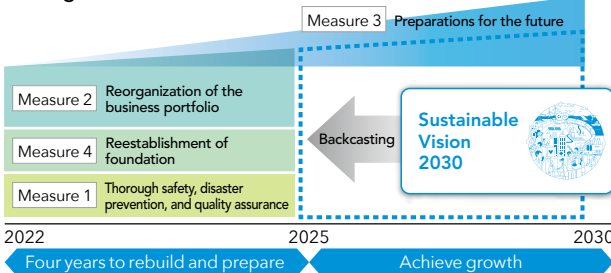 Measure 3 Preparations for the future
Measure 2 Reorganization of the
business portfolio
Measure 4 Reestablishment of
foundation
Measure 1 Thorough safety, disaster
prevention, and quality assurance
Backcasting
Sustainable
Vision
2030
2022 2025 2030
Four years to rebuild and prepare Achieve growth